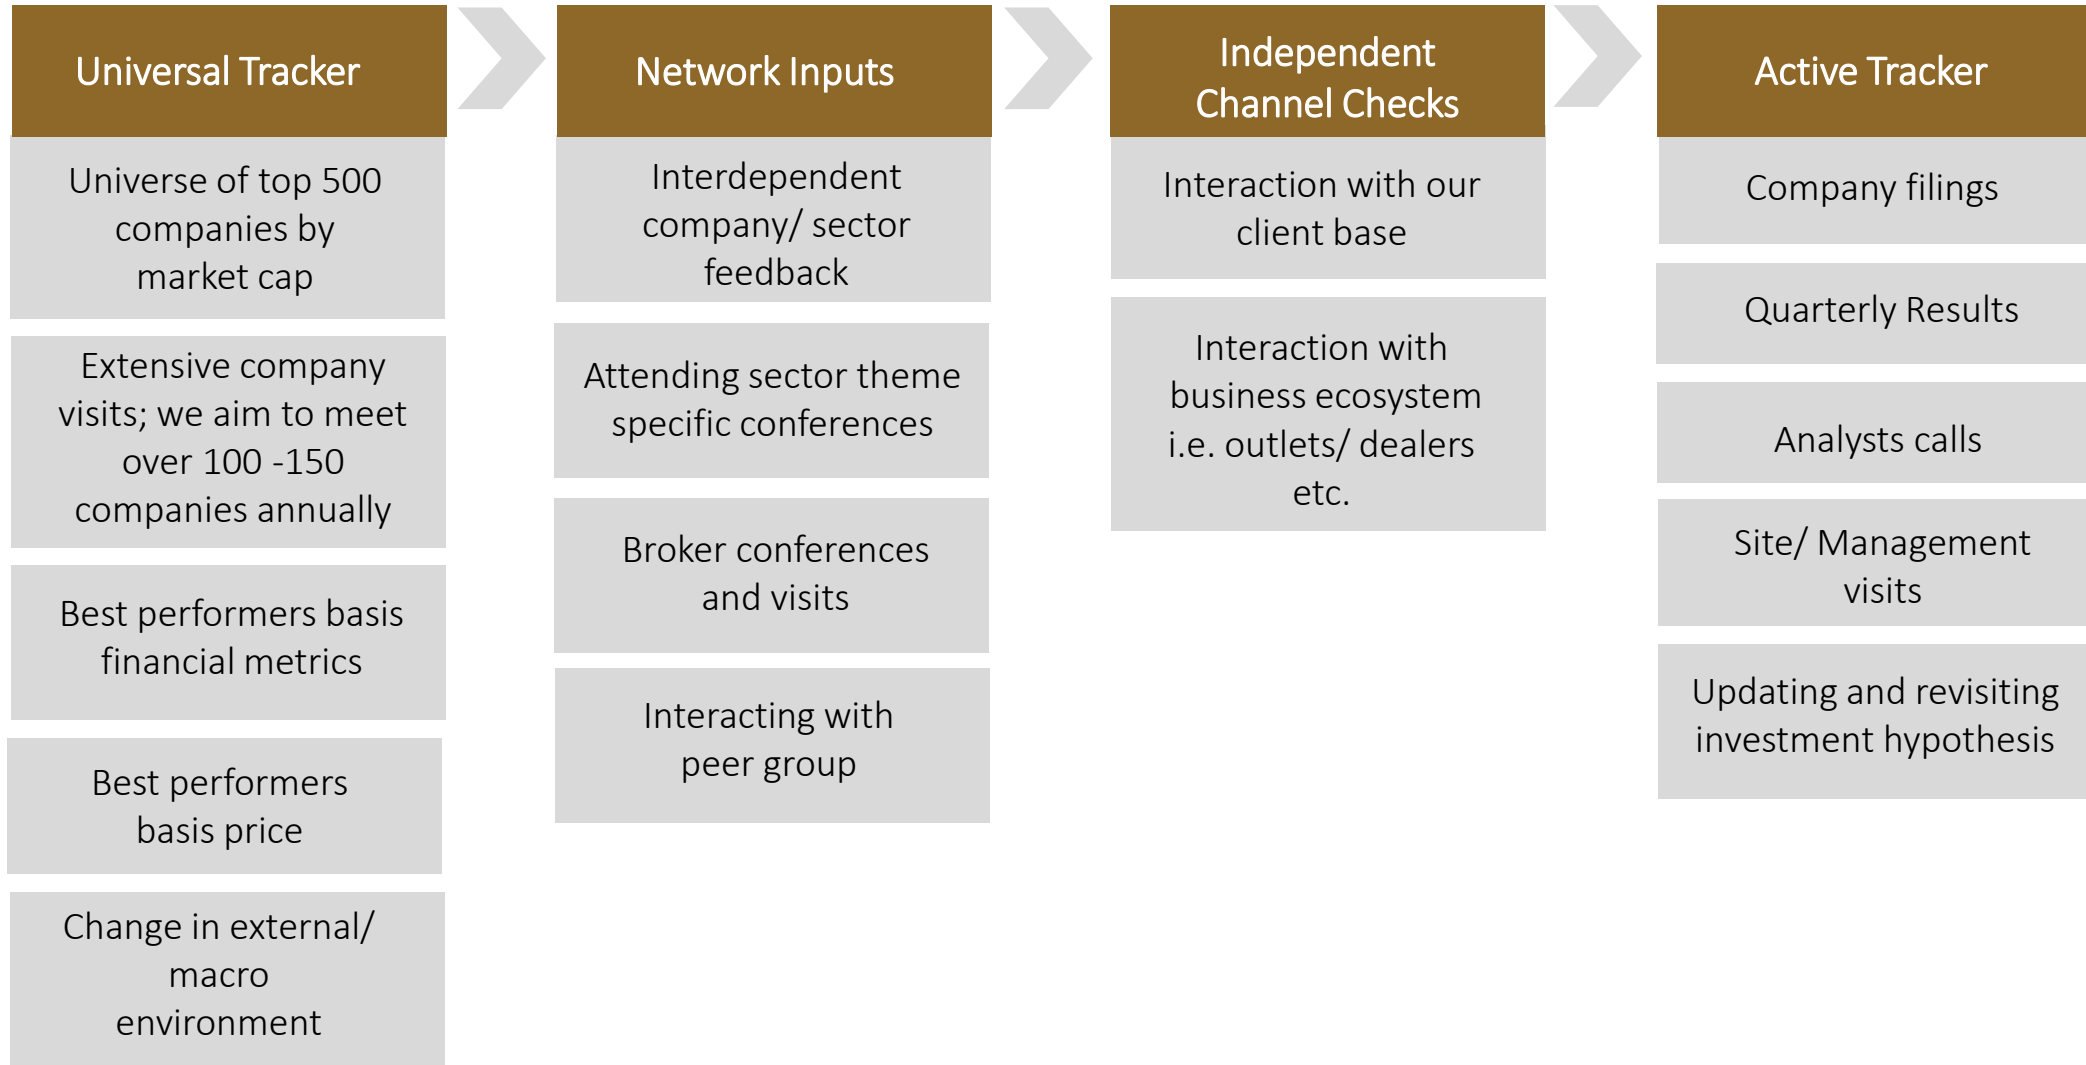 Universal Tracker
Universe of top 500
companies by
market cap
Extensive company
visits; we aim to meet
over 100 -150
companies annually
Best performers basis
financial metrics
Best performers
basis price
Change in external/
macro
environment
Network Inputs
Interdependent
company/ sector
feedback
Attending sector theme
specific conferences
Broker conferences
and visits
Interacting with
peer group
Independent
Channel Checks
Interaction with our
client base
Interaction with
business ecosystem
i.e. outlets/ dealers
etc.
Active Tracker
Company filings
Quarterly Results
Analysts calls
Site/ Management
visits
Updating and revisiting
investment hypothesis